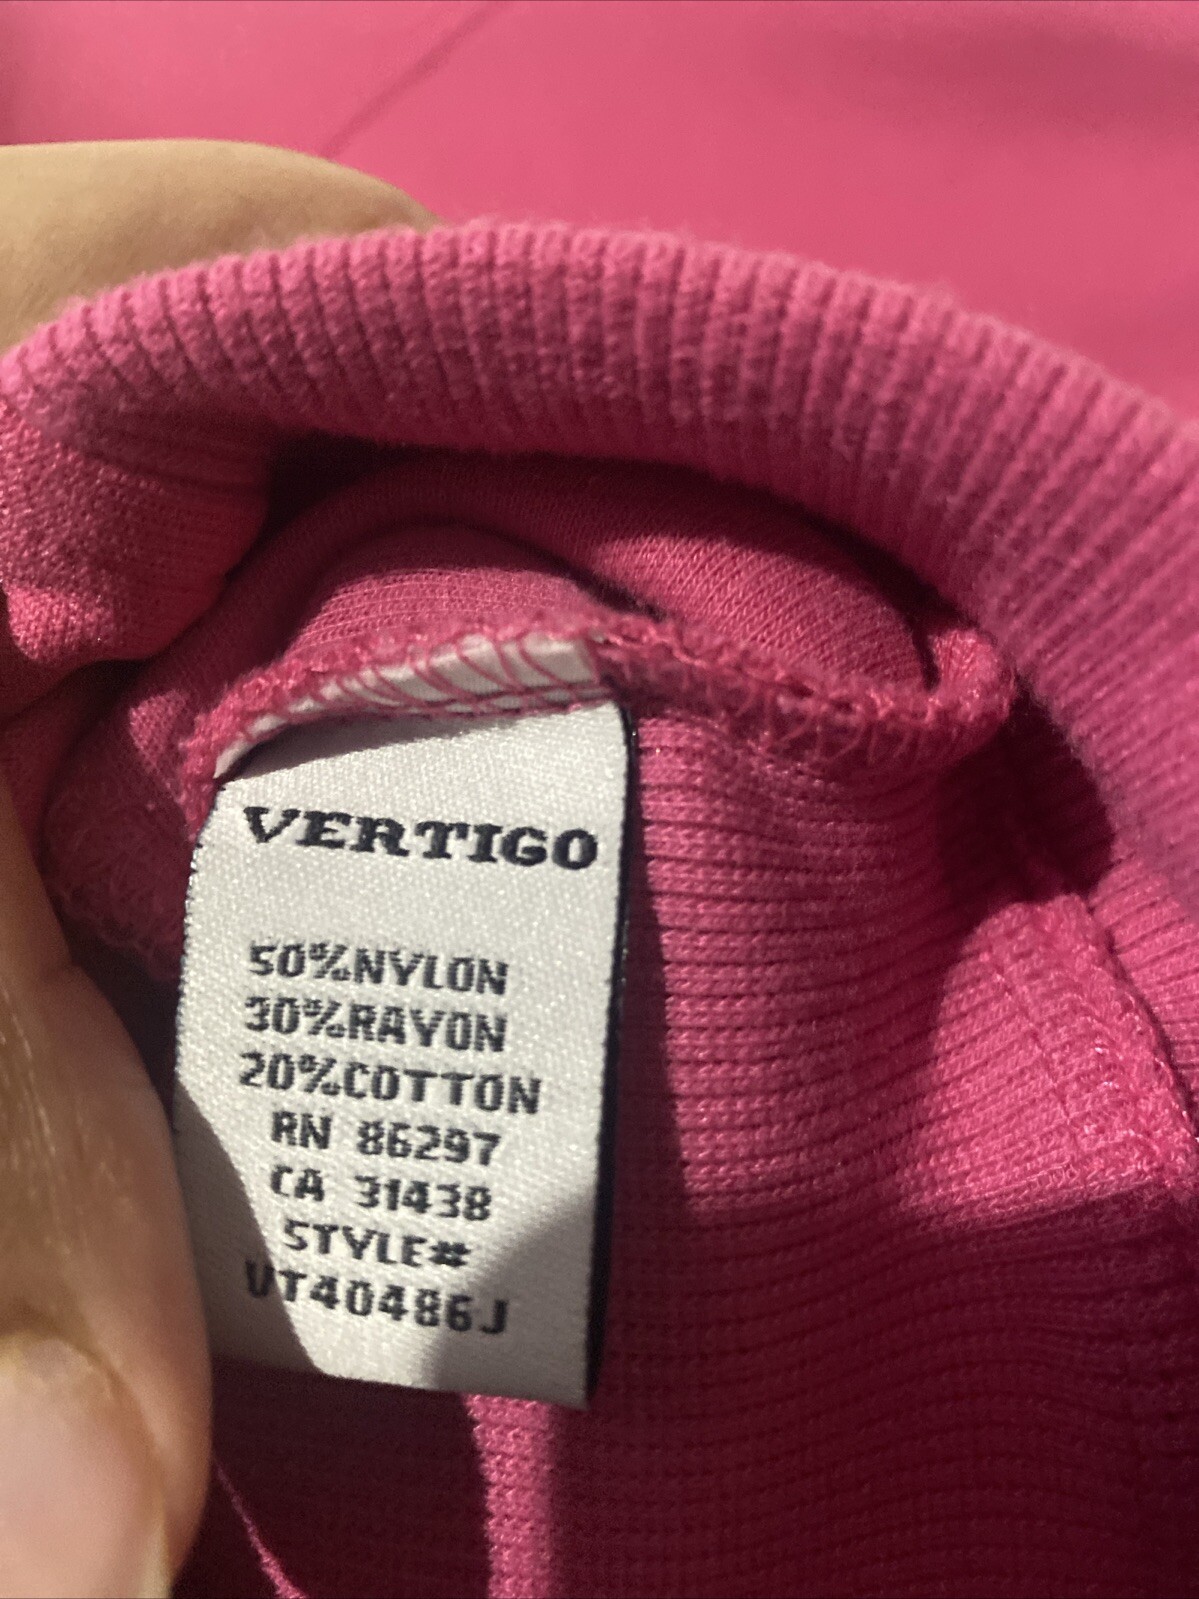 VERTIGO
50%NYLON
30%RAYON
20%COTTON
RN 86297
CA 31438
STYLE#
VT40486J